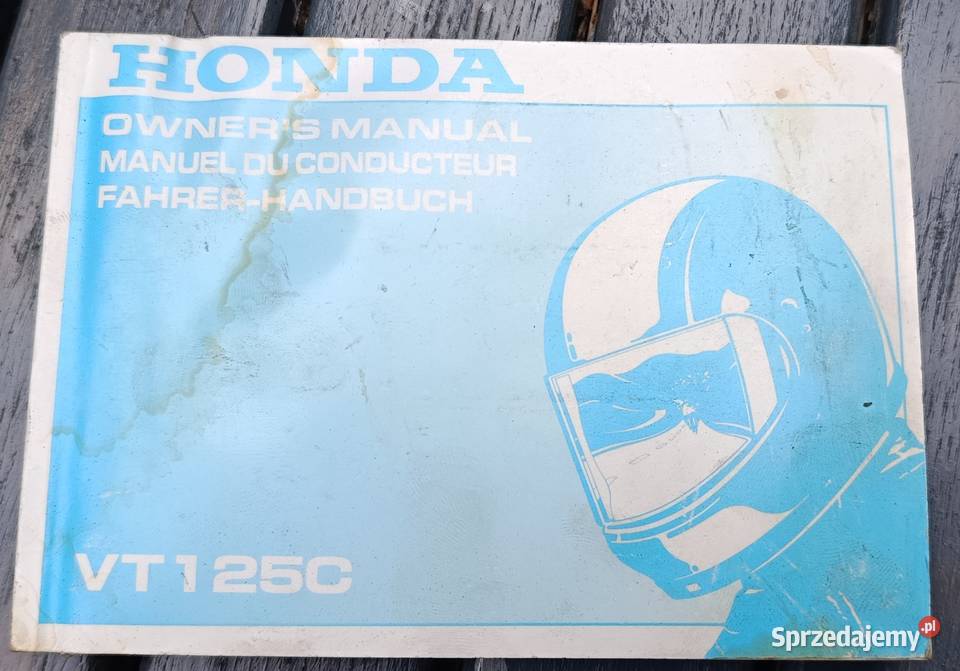 HONDA
OWNER'S MANUAL
MANUEL DU CONDUCTEUR
FAHRER-HANDBUCH
VT125C
Sprzedajemy.pl